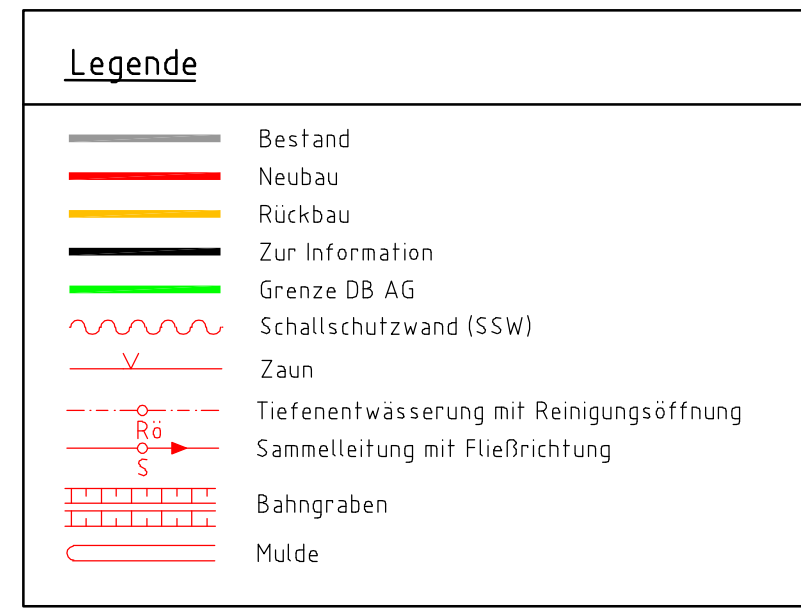 Legende
Bestand
Neubau
Rückbau
Zur Information
Grenze DB AG
Schallschutzwand (SSW)
Zaun
Tiefenentwässerung mit Reinigungsöffnung
Rö
Sammelleitung mit Fließrichtung
S
Bahngraben
Mulde